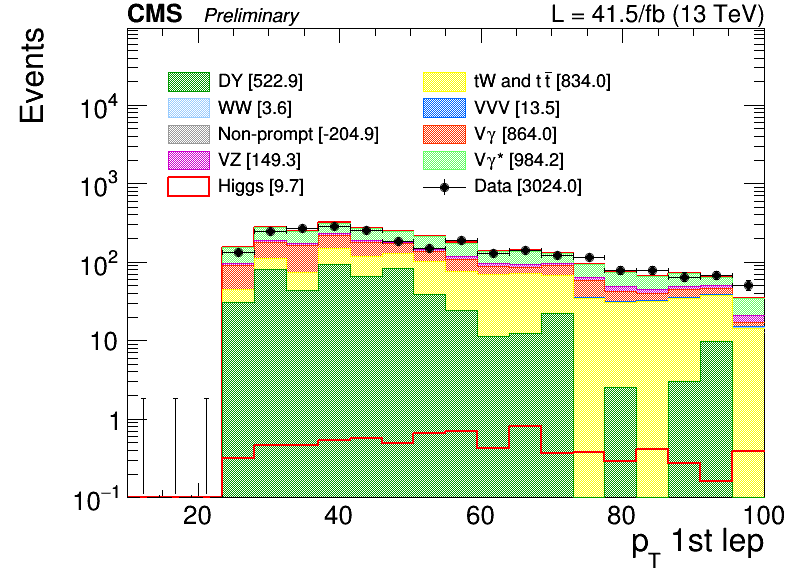 CMS Preliminary L = 41.5/fb (13 TeV)
Events
DY [522.9] tW and tt̄ [834.0]
WW [3.6] VVV [13.5]
Non-prompt [-204.9] Vγ [864.0]
VZ [149.3] Vγ* [984.2]
Higgs [9.7] Data [3024.0]
10⁴
10³
10²
10
1
10⁻¹
20 40 60 80 100
p_T 1st lep